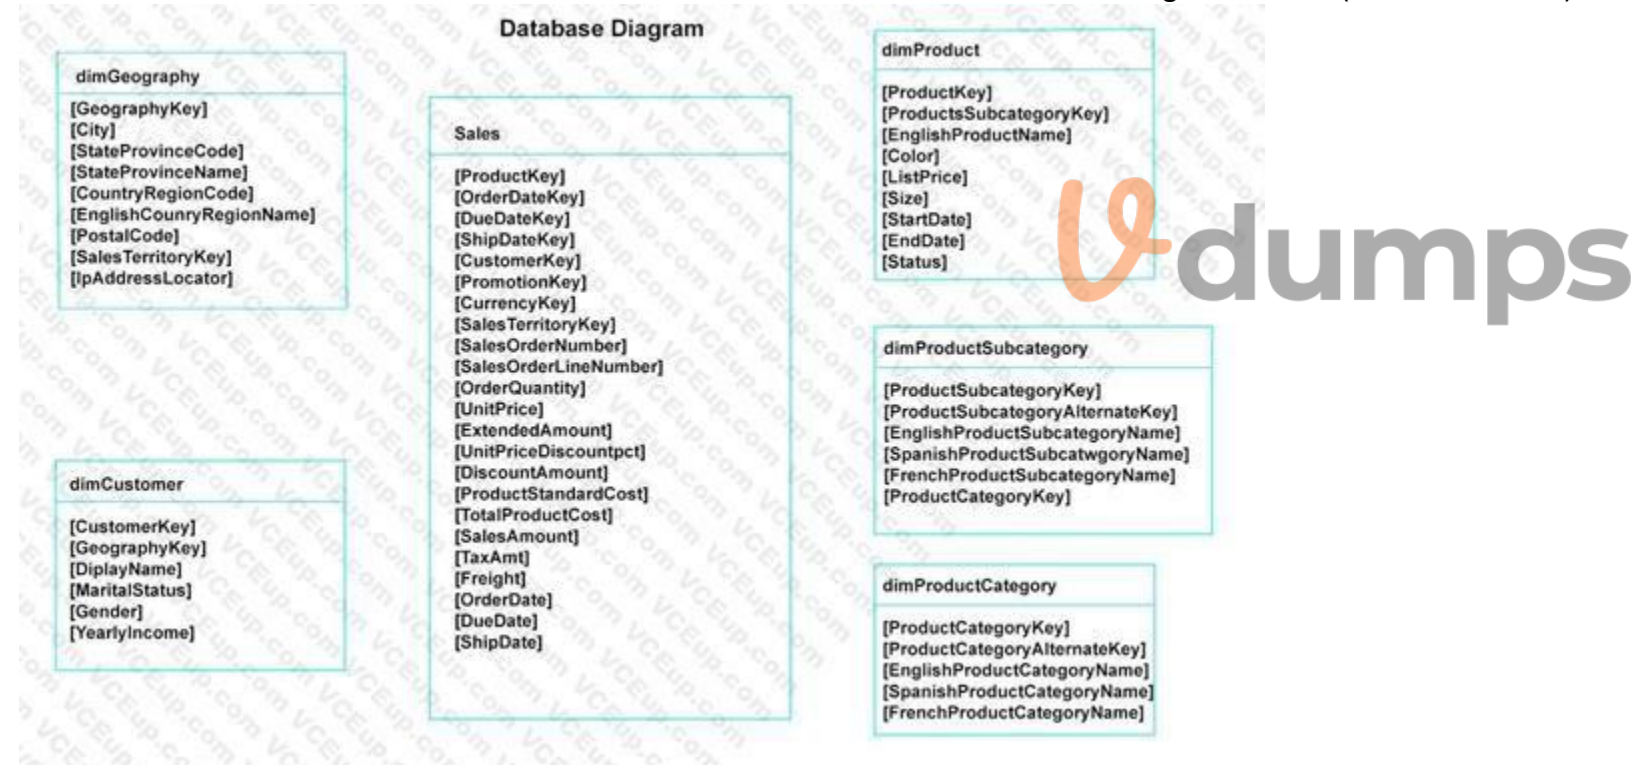 Database Diagram
dimGeography
[GeographyKey]
[City]
[StateProvinceCode]
[StateProvinceName]
[CountryRegionCode]
[EnglishCounryRegionName]
[PostalCode]
[SalesTerritoryKey]
[IpAddressLocator]
dimCustomer
[CustomerKey]
[GeographyKey]
[DiplayName]
[MaritalStatus]
[Gender]
[YearlyIncome]
Sales
[ProductKey]
[OrderDateKey]
[DueDateKey]
[ShipDateKey]
[CustomerKey]
[PromotionKey]
[CurrencyKey]
[SalesTerritoryKey]
[SalesOrderNumber]
[SalesOrderLineNumber]
[OrderQuantity]
[UnitPrice]
[ExtendedAmount]
[UnitPriceDiscountpct]
[DiscountAmount]
[ProductStandardCost]
[TotalProductCost]
[SalesAmount]
[TaxAmt]
[Freight]
[OrderDate]
[DueDate]
[ShipDate]
dimProduct
[ProductKey]
[ProductsSubcategoryKey]
[EnglishProductName]
[Color]
[ListPrice]
[Size]
[StartDate]
[EndDate]
[Status]
dimProductSubcategory
[ProductSubcategoryKey]
[ProductSubcategoryAlternateKey]
[EnglishProductSubcategoryName]
[SpanishProductSubcatwgoryName]
[FrenchProductSubcategoryName]
[ProductCategoryKey]
dimProductCategory
[ProductCategoryKey]
[ProductCategoryAlternateKey]
[EnglishProductCategoryName]
[SpanishProductCategoryName]
[FrenchProductCategoryName]
dumps
VCEup.com